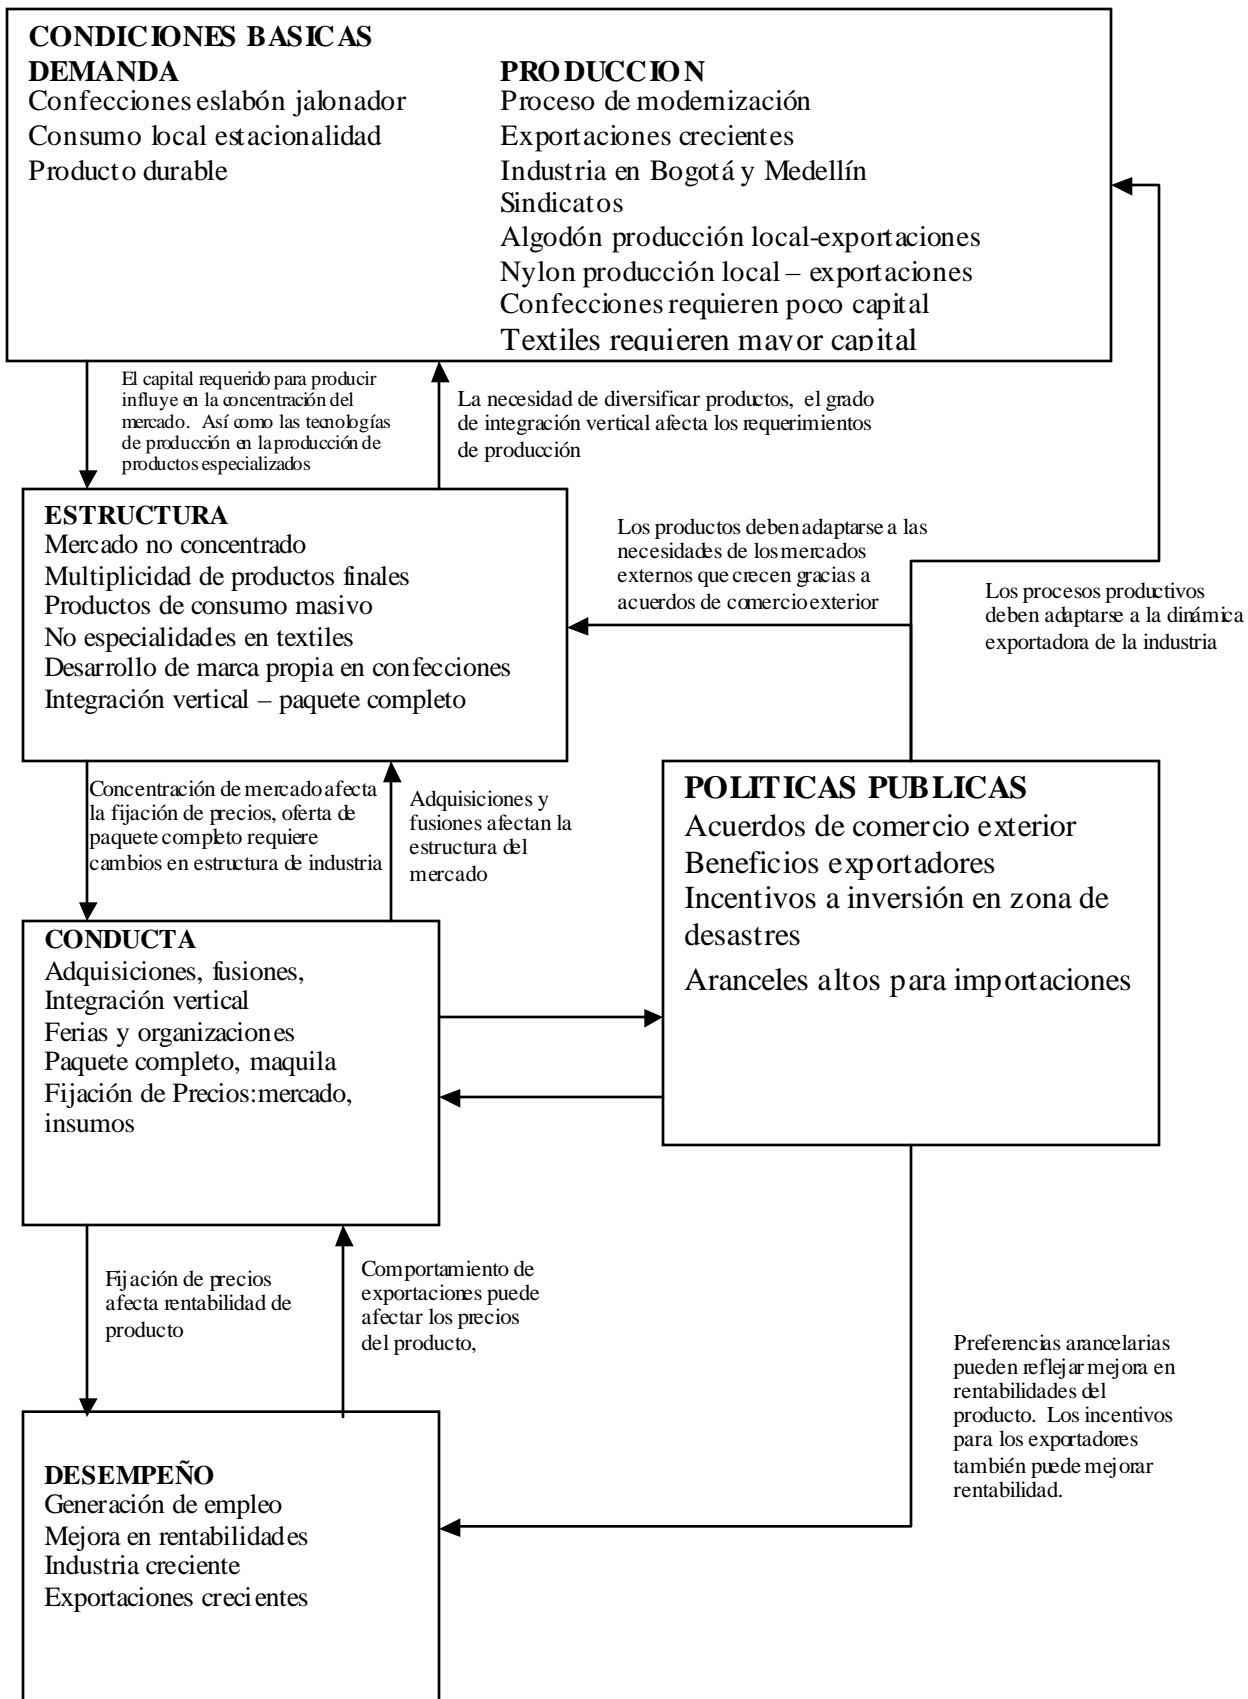 CONDICIONES BASICAS
DEMANDA
Confecciones eslabón jalonador
Consumo local estacionalidad
Producto durable
PRODUCCION
Proceso de modernización
Exportaciones crecientes
Industria en Bogotá y Medellín
Sindicatos
Algodón producción local-exportaciones
Nylon producción local – exportaciones
Confecciones requieren poco capital
Textiles requieren mayor capital
El capital requerido para producir
influye en la concentración del
mercado. Así como las tecnologías
de producción en la producción de
productos especializados
La necesidad de diversificar productos, el grado
de integración vertical afecta los requerimientos
de producción
ESTRUCTURA
Mercado no concentrado
Multiplicidad de productos finales
Productos de consumo masivo
No especialidades en textiles
Desarrollo de marca propia en confecciones
Integración vertical – paquete completo
Los productos deben adaptarse a las
necesidades de los mercados
externos que crecen gracias a
acuerdos de comercio exterior
Los procesos productivos
deben adaptarse a la dinámica
exportadora de la industria
Concentración de mercado afecta
la fijación de precios, oferta de
paquete completo requiere
cambios en estructura de industria
Adquisiciones y
fusiones afectan la
estructura del
mercado
POLITICAS PUBLICAS
Acuerdos de comercio exterior
Beneficios exportadores
Incentivos a inversión en zona de
desastres
Aranceles altos para importaciones
CONDUCTA
Adquisiciones, fusiones,
Integración vertical
Ferias y organizaciones
Paquete completo, maquila
Fijación de Precios:mercado,
insumos
Fijación de precios
afecta rentabilidad de
producto
Comportamiento de
exportaciones puede
afectar los precios
del producto,
Preferencias arancelarias
pueden reflejar mejora en
rentabilidades del
producto. Los incentivos
para los exportadores
también puede mejorar
rentabilidad.
DESEMPEÑO
Generación de empleo
Mejora en rentabilidades
Industria creciente
Exportaciones crecientes